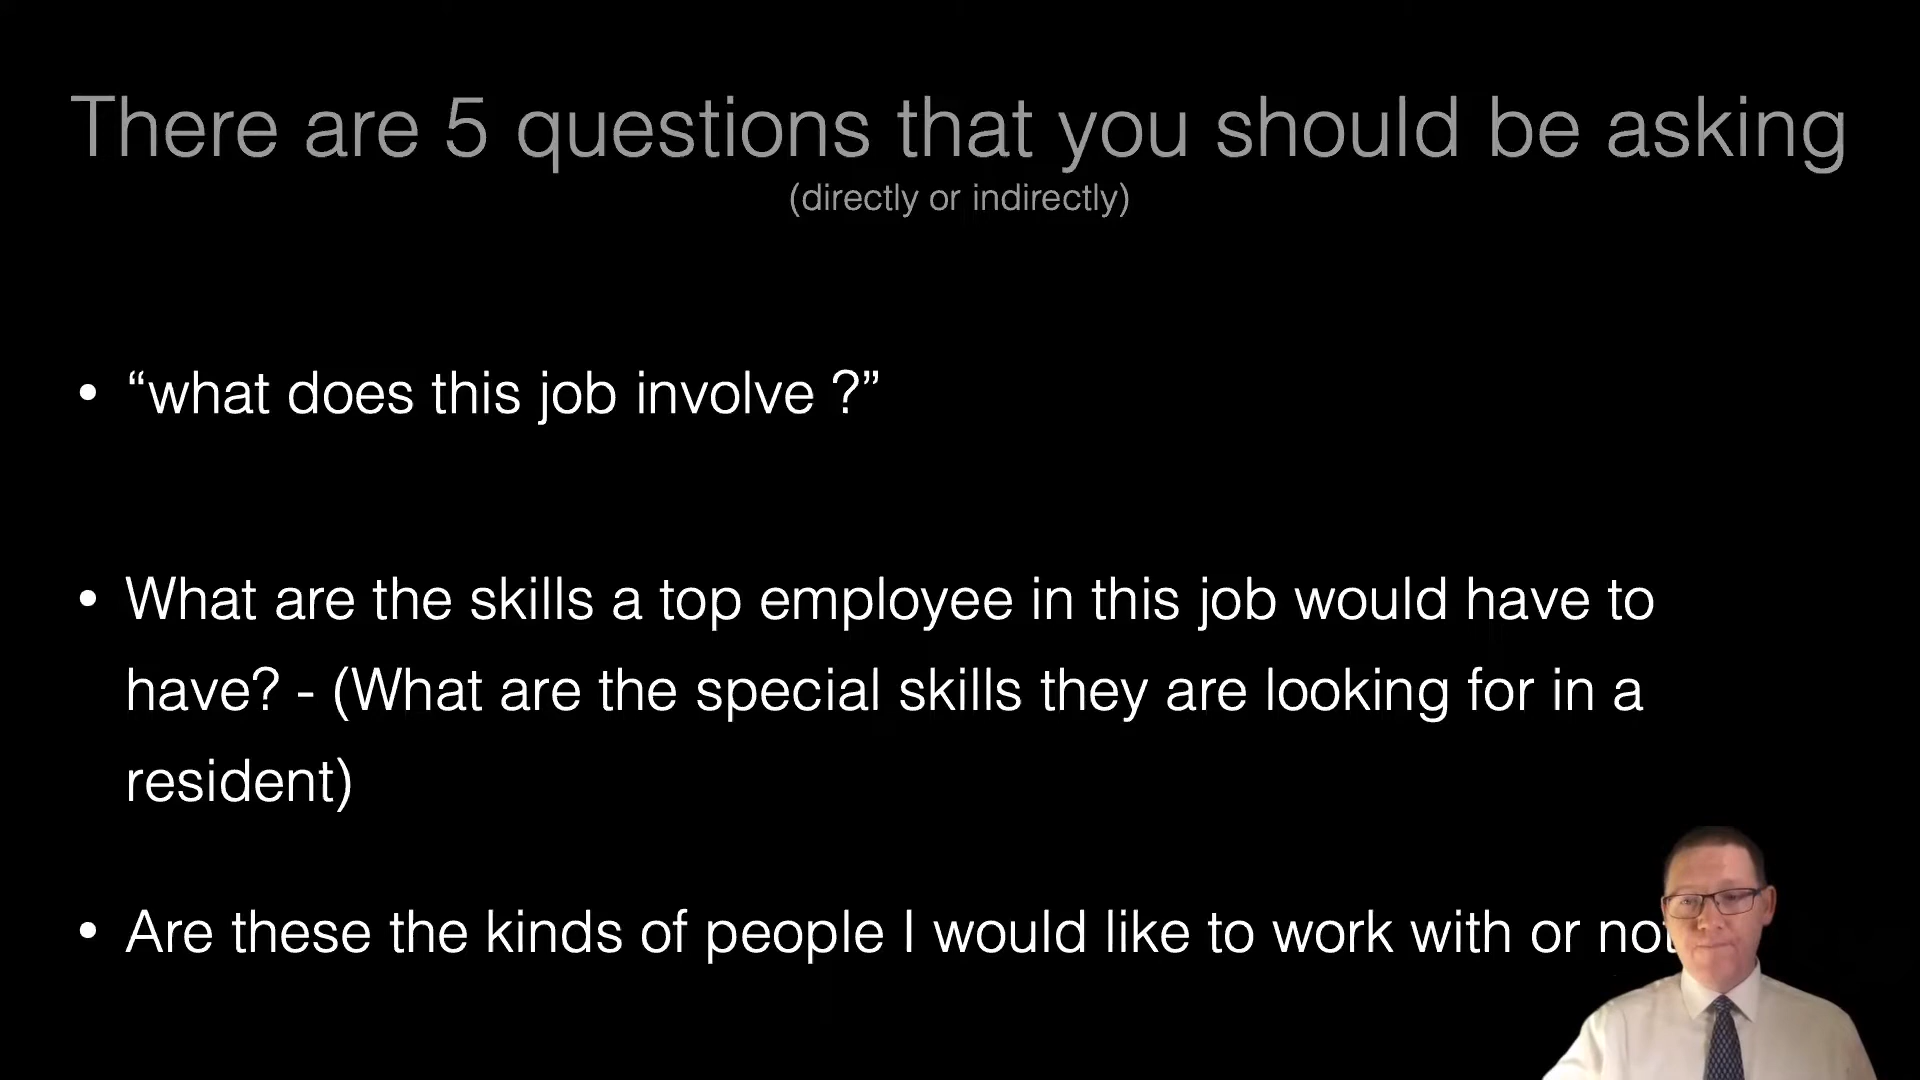 There are 5 questions that you should be asking
(directly or indirectly)
• “what does this job involve ?”
• What are the skills a top employee in this job would have to
have? - (What are the special skills they are looking for in a
resident)
• Are these the kinds of people I would like to work with or not